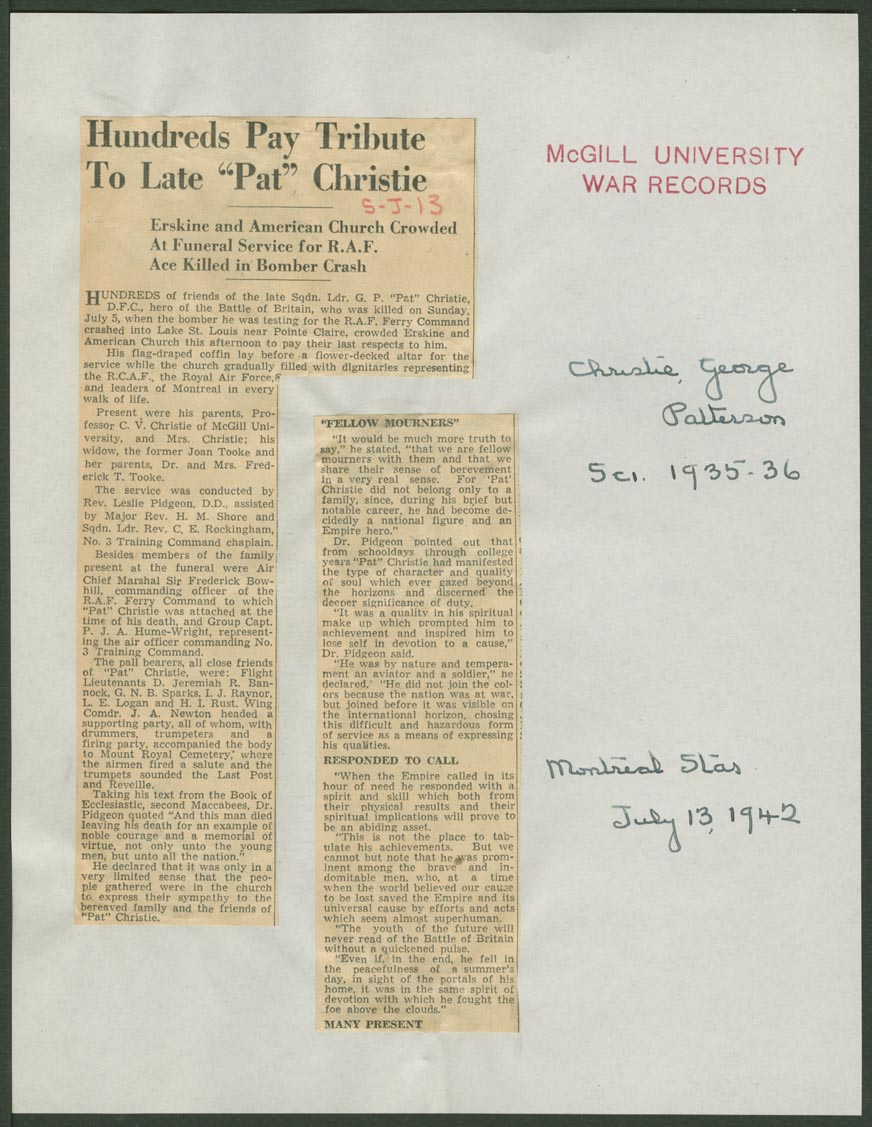 Hundreds Pay Tribute
To Late "Pat" Christie
S-J-13
Erskine and American Church Crowded
At Funeral Service for R.A.F.
Ace Killed in Bomber Crash
HUNDREDS of friends of the late Sqdn. Ldr. G. P. "Pat" Christie,
D.F.C., hero of the Battle of Britain, who was killed on Sunday,
July 5, when the bomber he was testing for the R.A.F. Ferry Command
crashed into Lake St. Louis near Pointe Claire, crowded Erskine and
American Church this afternoon to pay their last respects to him.
His flag-draped coffin lay before a flower-decked altar for the
service while the church gradually filled with dignitaries representing
the R.C.A.F., the Royal Air Force,
and leaders of Montreal in every
walk of life.
Present were his parents, Pro-
fessor C. V. Christie of McGill Uni-
versity, and Mrs. Christie; his
widow, the former Joan Tooke and
her parents, Dr. and Mrs. Fred-
erick T. Tooke.
The service was conducted by
Rev. Leslie Pidgeon, D.D., assisted
by Major Rev. H. M. Shore and
Sqdn. Ldr. Rev. C. E. Rockingham,
No. 3 Training Command chaplain.
Besides members of the family
present at the funeral were Air
Chief Marshal Sir Frederick Bow-
hill, commanding officer of the
R.A.F. Ferry Command to which
"Pat" Christie was attached at the
time of his death, and Group Capt.
P. J. A. Hume-Wright, represent-
ing the air officer commanding No.
3 Training Command.
The pall bearers, all close friends
of "Pat" Christie, were: Flight
Lieutenants D. Jeremiah R. Ban-
nock, G. N. B. Sparks, I. J. Raynor,
L. E. Logan and H. I. Rust. Wing
Comdr. J. A. Newton headed a
supporting party, all of whom, with
drummers, trumpeters and a
firing party, accompanied the body
to Mount Royal Cemetery, where
the airmen fired a salute and the
trumpets sounded the Last Post
and Reveille.
Taking his text from the Book of
Ecclesiastic, second Maccabees, Dr.
Pidgeon quoted "And this man died
leaving his death for an example of
noble courage and a memorial of
virtue, not only unto the young
men, but unto all the nation."
He declared that it was only in a
very limited sense that the peo-
ple gathered were in the church
to express their sympathy to the
bereaved family and the friends of
"Pat" Christie.
"FELLOW MOURNERS"
"It would be much more truth to
say," he stated, "that we are fellow
mourners with them and that we
share their sense of berevement
in a very real sense. For 'Pat'
Christie did not belong only to a
family, since, during his brief but
notable career, he had become de-
cidedly a national figure and an
Empire hero."
Dr. Pidgeon pointed out that
from schooldays through college
years "Pat" Christie had manifested
the type of character and quality
of soul which ever gazed beyond
the horizons and discerned the
deeper significance of duty.
"It was a quality in his spiritual
make up which prompted him to
achievement and inspired him to
lose self in devotion to a cause,"
Dr. Pidgeon said.
"He was by nature and tempera-
ment an aviator and a soldier," he
declared. "He did not join the col-
ors because the nation was at war,
but joined before it was visible on
the international horizon, chosing
this difficult and hazardous form
of service as a means of expressing
his qualities.
RESPONDED TO CALL
"When the Empire called in its
hour of need he responded with a
spirit and skill which both from
their physical results and their
spiritual implications will prove to
be an abiding asset.
"This is not the place to tab-
ulate his achievements. But we
cannot but note that he was prom-
inent among the brave and in-
domitable men, who, at a time
when the world believed our cause
to be lost saved the Empire and its
universal cause by efforts and acts
which seem almost superhuman.
"The youth of the future will
never read of the Battle of Britain
without a quickened pulse.
"Even if, in the end, he fell in
the peacefulness of a summer's
day, in sight of the portals of his
home, it was in the same spirit of
devotion with which he fought the
foe above the clouds."
MANY PRESENT
McGILL UNIVERSITY
WAR RECORDS
Christie, George
Patterson
Sci. 1935-36
Montreal Star
July 13, 1942